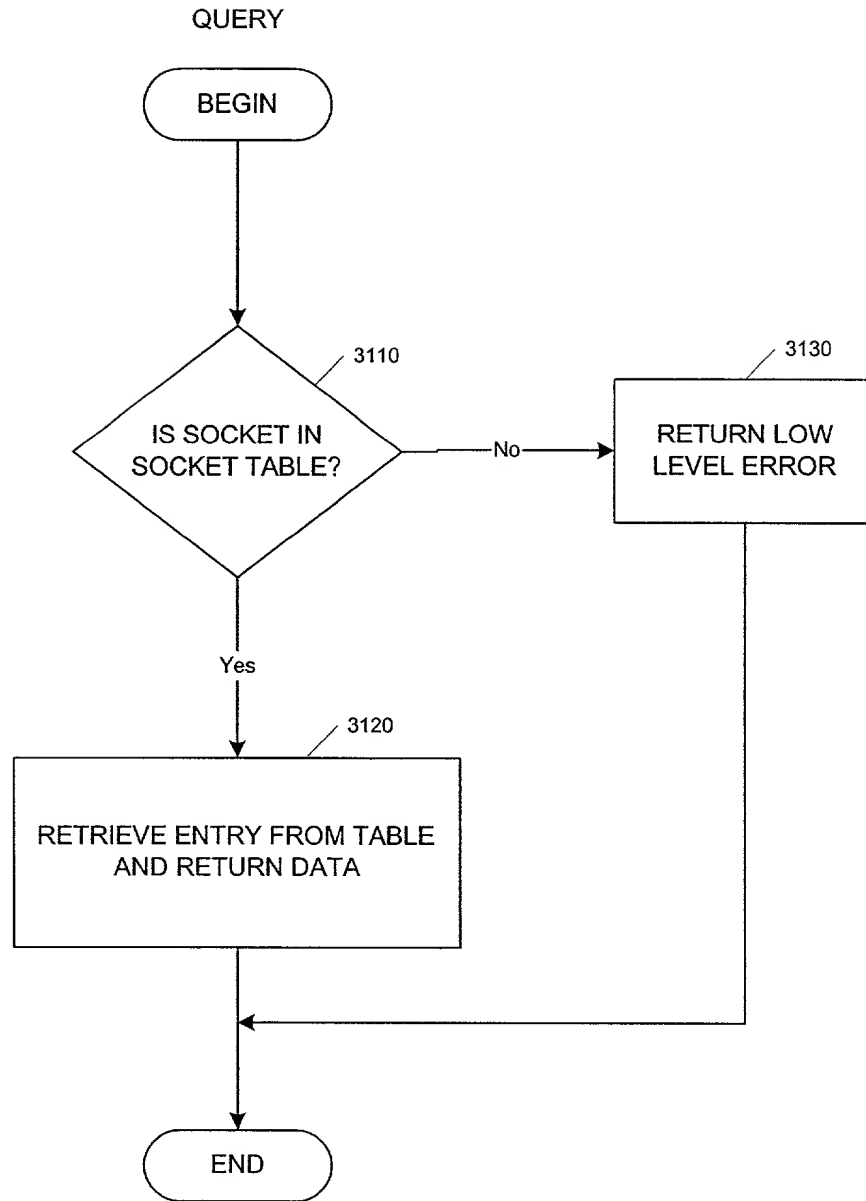 QUERY
BEGIN
3110
IS SOCKET IN
SOCKET TABLE?
No
3130
RETURN LOW
LEVEL ERROR
Yes
3120
RETRIEVE ENTRY FROM TABLE
AND RETURN DATA
END